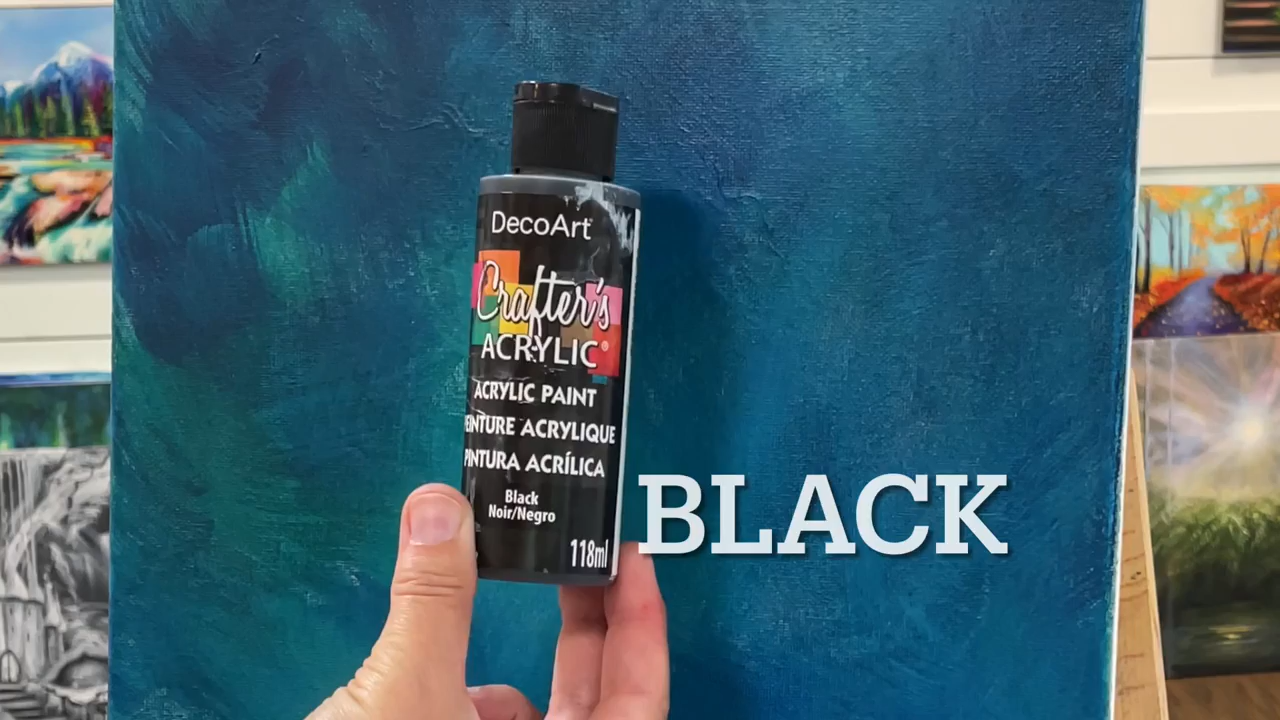 DecoArt
Crafter's
ACRYLIC®
ACRYLIC PAINT
PEINTURE ACRYLIQUE
PINTURA ACRÍLICA
Black
Noir/Negro
118ml
BLACK